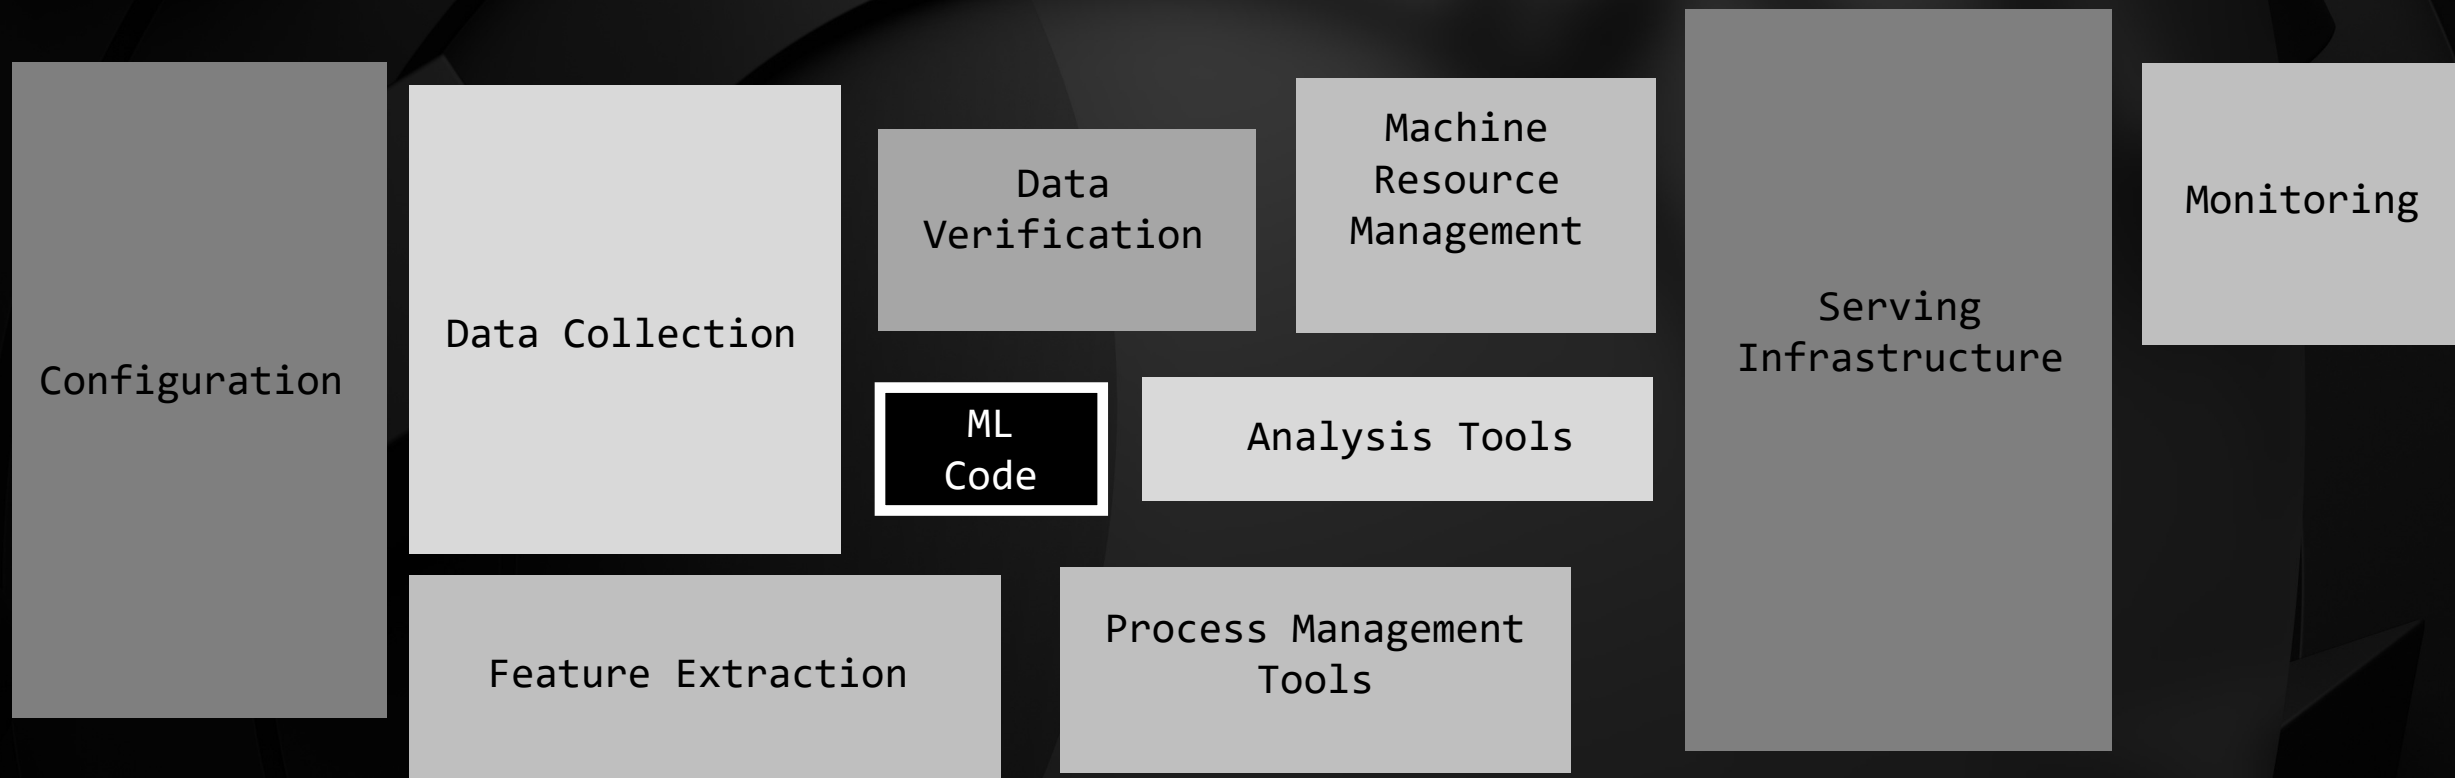 Configuration
Data Collection
Data
Verification
Machine
Resource
Management
ML
Code
Analysis Tools
Feature Extraction
Process Management
Tools
Serving
Infrastructure
Monitoring